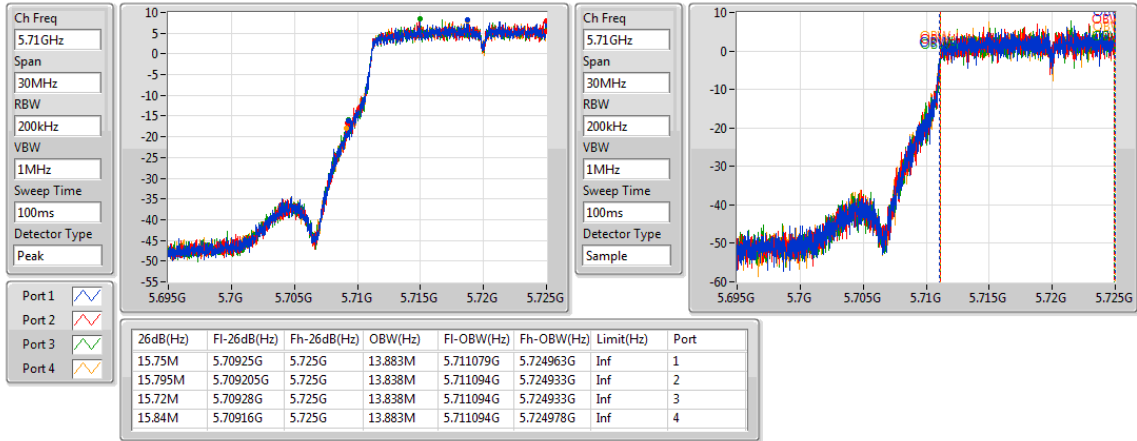 Ch Freq
5.71GHz
Span
30MHz
RBW
200kHz
VBW
1MHz
Sweep Time
100ms
Detector Type
Peak
10
5
0
-5
-10
-15
-20
-25
-30
-35
-40
-45
-50
-55
5.695G 5.7G 5.705G 5.71G 5.715G 5.72G 5.725G
Ch Freq
5.71GHz
Span
30MHz
RBW
200kHz
VBW
1MHz
Sweep Time
100ms
Detector Type
Sample
10
0
-10
-20
-30
-40
-50
-60
5.695G 5.7G 5.705G 5.71G 5.715G 5.72G 5.725G
Port 1
Port 2
Port 3
Port 4
26dB(Hz) Fl-26dB(Hz) Fh-26dB(Hz) OBW(Hz) Fl-OBW(Hz) Fh-OBW(Hz) Limit(Hz) Port
15.75M 5.70925G 5.725G 13.883M 5.711079G 5.724963G Inf 1
15.795M 5.709205G 5.725G 13.838M 5.711094G 5.724933G Inf 2
15.72M 5.70928G 5.725G 13.838M 5.711094G 5.724933G Inf 3
15.84M 5.70916G 5.725G 13.883M 5.711094G 5.724978G Inf 4